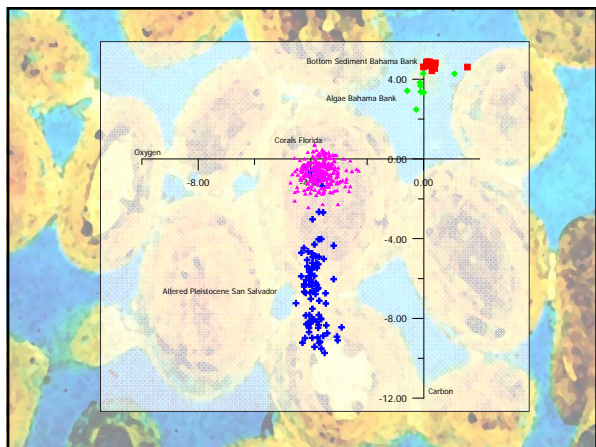 Bottom Sediment Bahama Bank
4.00
Algae Bahama Bank
Corals Florida
Oxygen
0.00
-8.00
0.00
-4.00
Altered Pleistocene San Salvador
-8.00
Carbon
-12.00